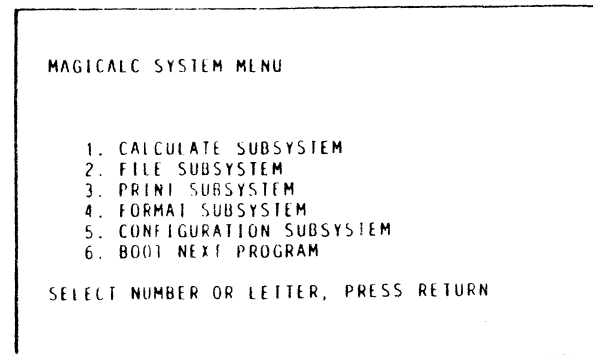 MAGICALC SYSTEM MENU
1. CALCULATE SUBSYSTEM
2. FILE SUBSYSTEM
3. PRINT SUBSYSTEM
4. FORMAT SUBSYSTEM
5. CONFIGURATION SUBSYSTEM
6. BOOT NEXT PROGRAM
SELECT NUMBER OR LETTER, PRESS RETURN